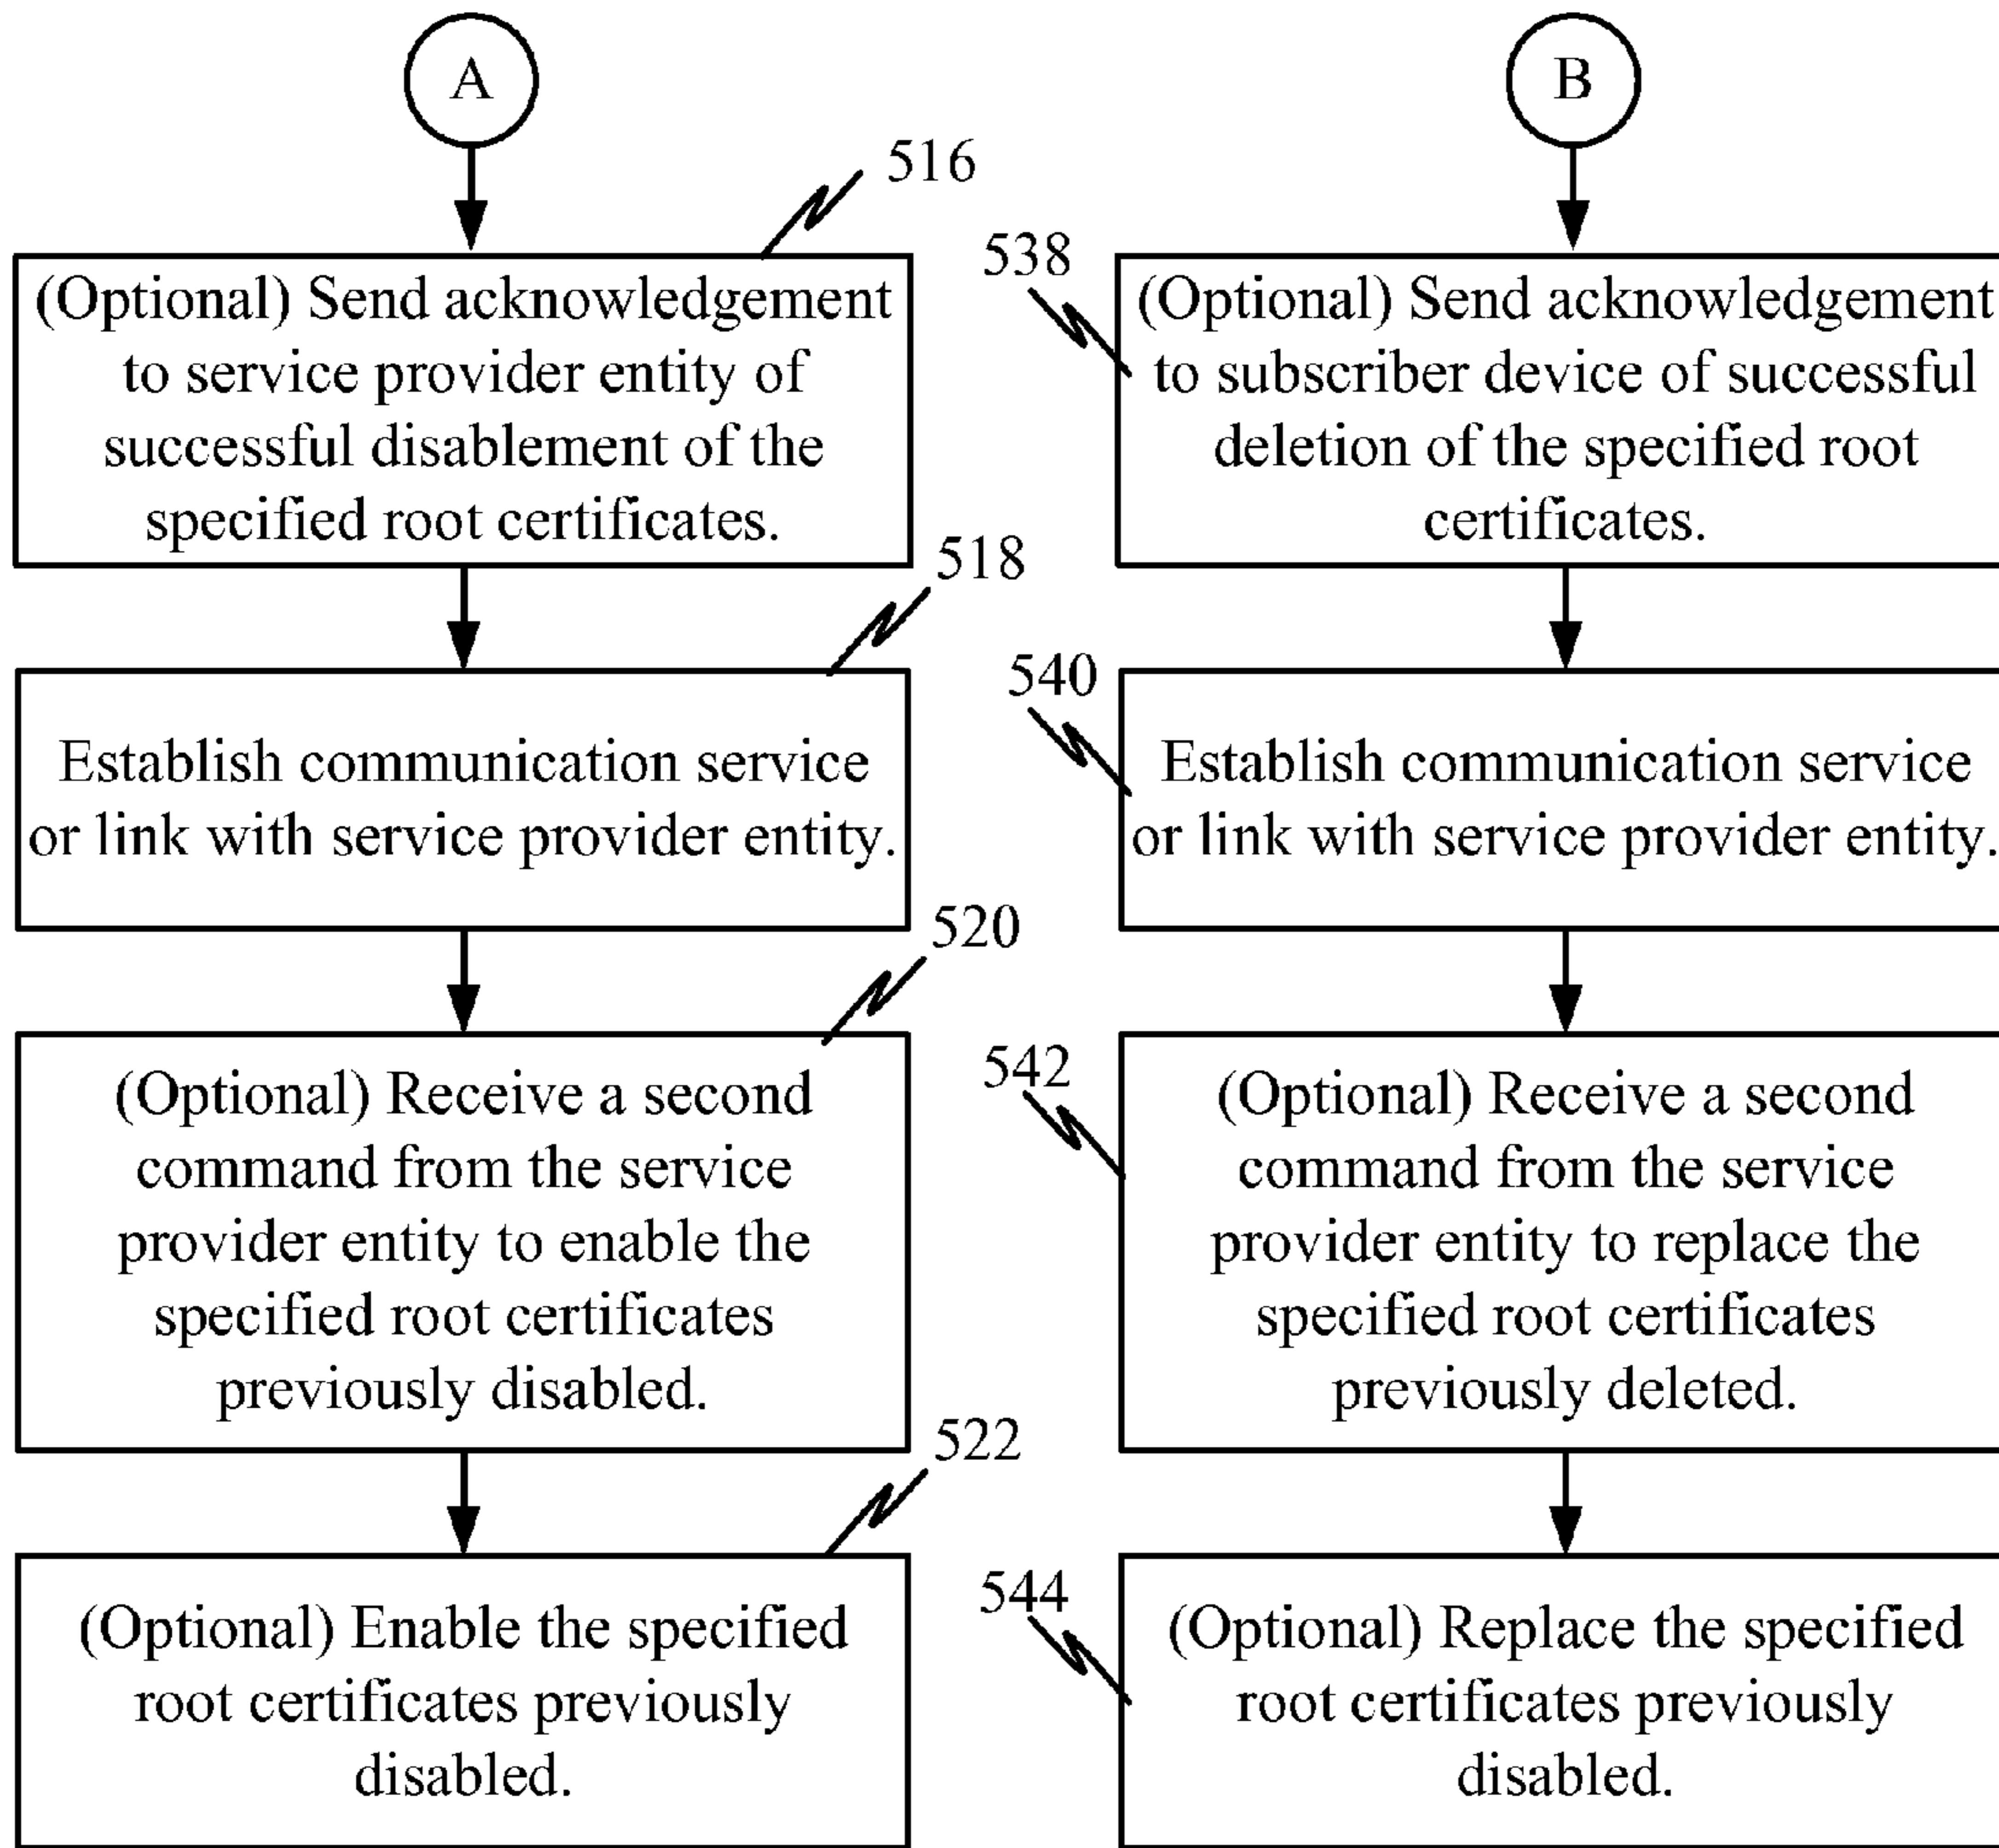 A
516
(Optional) Send acknowledgement
to service provider entity of
successful disablement of the
specified root certificates.
518
Establish communication service
or link with service provider entity.
520
(Optional) Receive a second
command from the service
provider entity to enable the
specified root certificates
previously disabled.
522
(Optional) Enable the specified
root certificates previously
disabled.
B
538
(Optional) Send acknowledgement
to subscriber device of successful
deletion of the specified root
certificates.
540
Establish communication service
or link with service provider entity.
542
(Optional) Receive a second
command from the service
provider entity to replace the
specified root certificates
previously deleted.
544
(Optional) Replace the specified
root certificates previously
disabled.